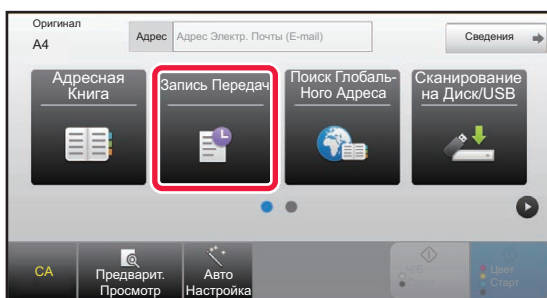 Оригинал
A4
Адрес
Адрес Электр. Почты (E-mail)
Сведения
Адресная
Книга
Запись Передач
Поиск Глобаль-
Ного Адреса
Сканирование
на Диск/USB
CA
Предварит.
Просмотр
Авто
Настройка
Ч/Б
Старт
Цвет
Старт